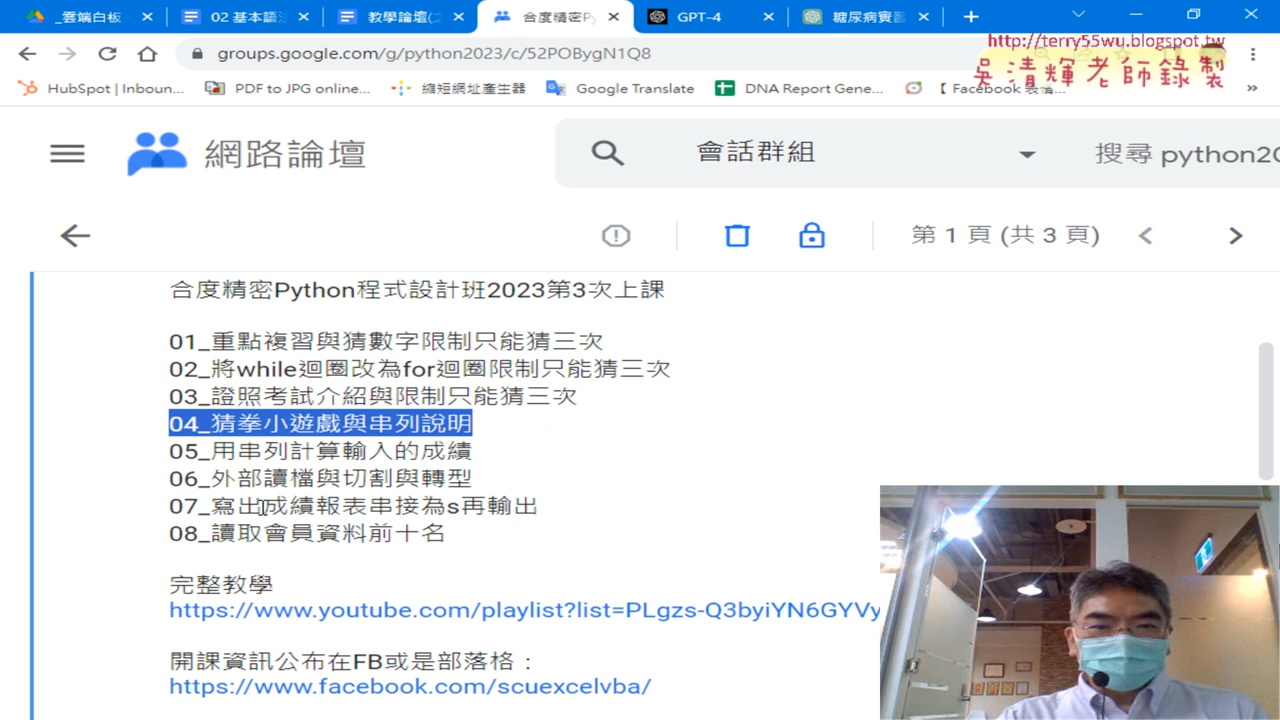 _雲端白板
02 基本語
教學論壇(
合度精密P
GPT-4
糖尿病實
groups.google.com/g/python2023/c/52POBygN1Q8
http://terry55wu.blogspot.tw
吳清輝老師錄製
HubSpot | Inboun...
PDF to JPG online...
縮短網址產生器
Google Translate
DNA Report Gene...
【 Facebook
»
網路論壇
會話群組
搜尋 python20
第 1 頁 (共 3 頁)
合度精密Python程式設計班2023第3次上課
01_重點複習與猜數字限制只能猜三次
02_將while迴圈改為for迴圈限制只能猜三次
03_證照考試介紹與限制只能猜三次
04_猜拳小遊戲與串列說明
05_用串列計算輸入的成績
06_外部讀檔與切割與轉型
07_寫出成績報表串接為s再輸出
08_讀取會員資料前十名
完整教學
https://www.youtube.com/playlist?list=PLgzs-Q3byiYN6GYVy
開課資訊公布在FB或是部落格：
https://www.facebook.com/scuexcelvba/